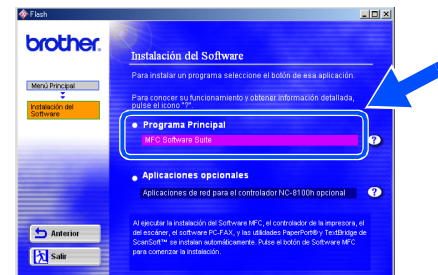 Flash
brother.
Instalación del Software
Para instalar un programa seleccione el botón de esa aplicación.
Menú Principal
Para conocer su funcionamiento y obtener información detallada,
pulse el icono "?".
Instalación del
Software
Programa Principal
MFC Software Suite
?
Aplicaciones opcionales
Aplicaciones de red para el controlador NC-8100h opcional
?
Al ejecutar la instalación del Software MFC, el controlador de la impresora, el
del escáner, el software PC-FAX, y las utilidades PaperPort® y TextBridge de
ScanSoft™ se instalan automáticamente. Pulse el botón de Software MFC
para comenzar la instalación.
Anterior
Salir